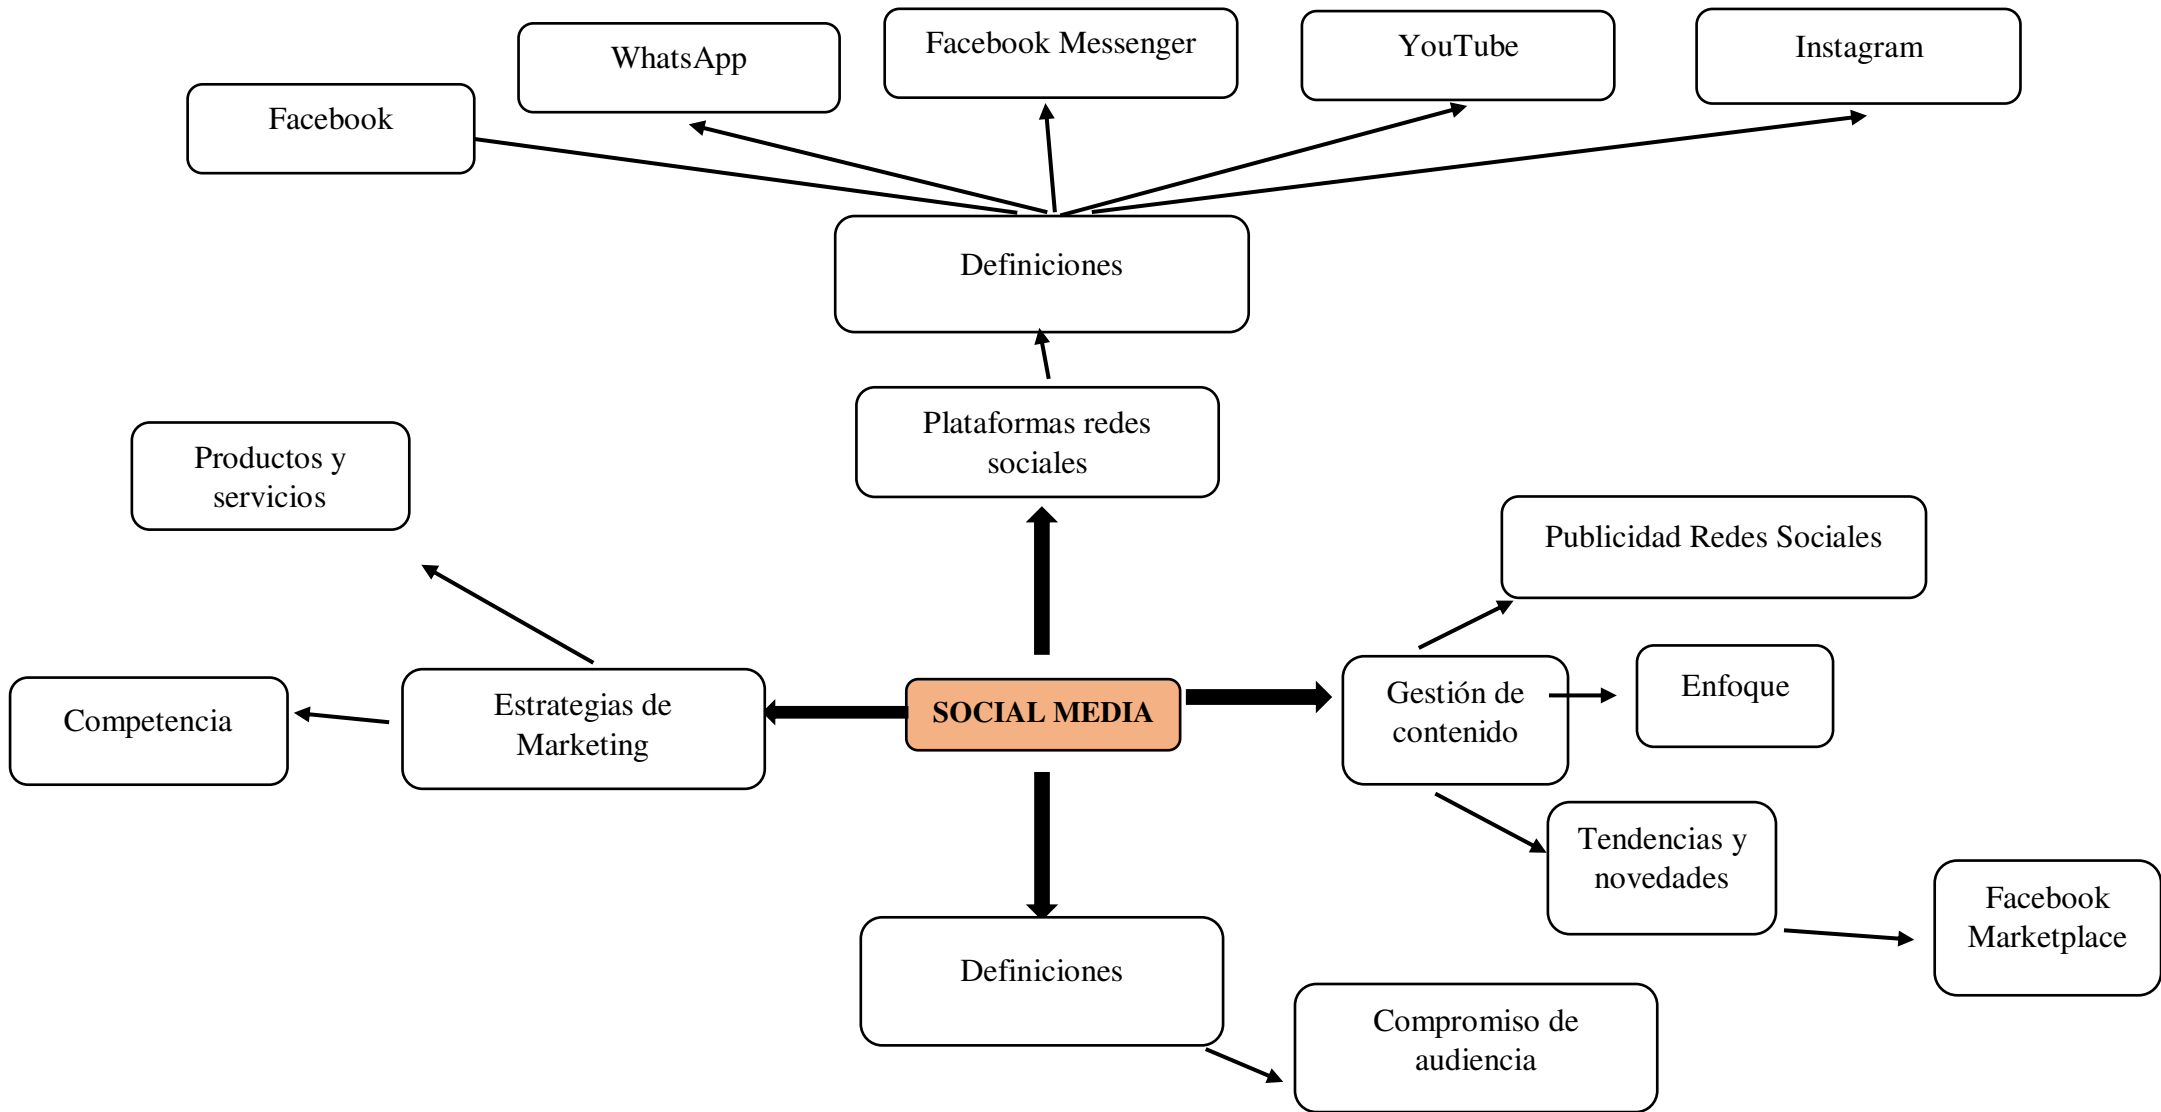 Facebook
WhatsApp
Facebook Messenger
YouTube
Instagram
Definiciones
Plataformas redes
sociales
Productos y
servicios
Publicidad Redes Sociales
Competencia
Estrategias de
Marketing
SOCIAL MEDIA
Gestión de
contenido
Enfoque
Tendencias y
novedades
Facebook
Marketplace
Definiciones
Compromiso de
audiencia